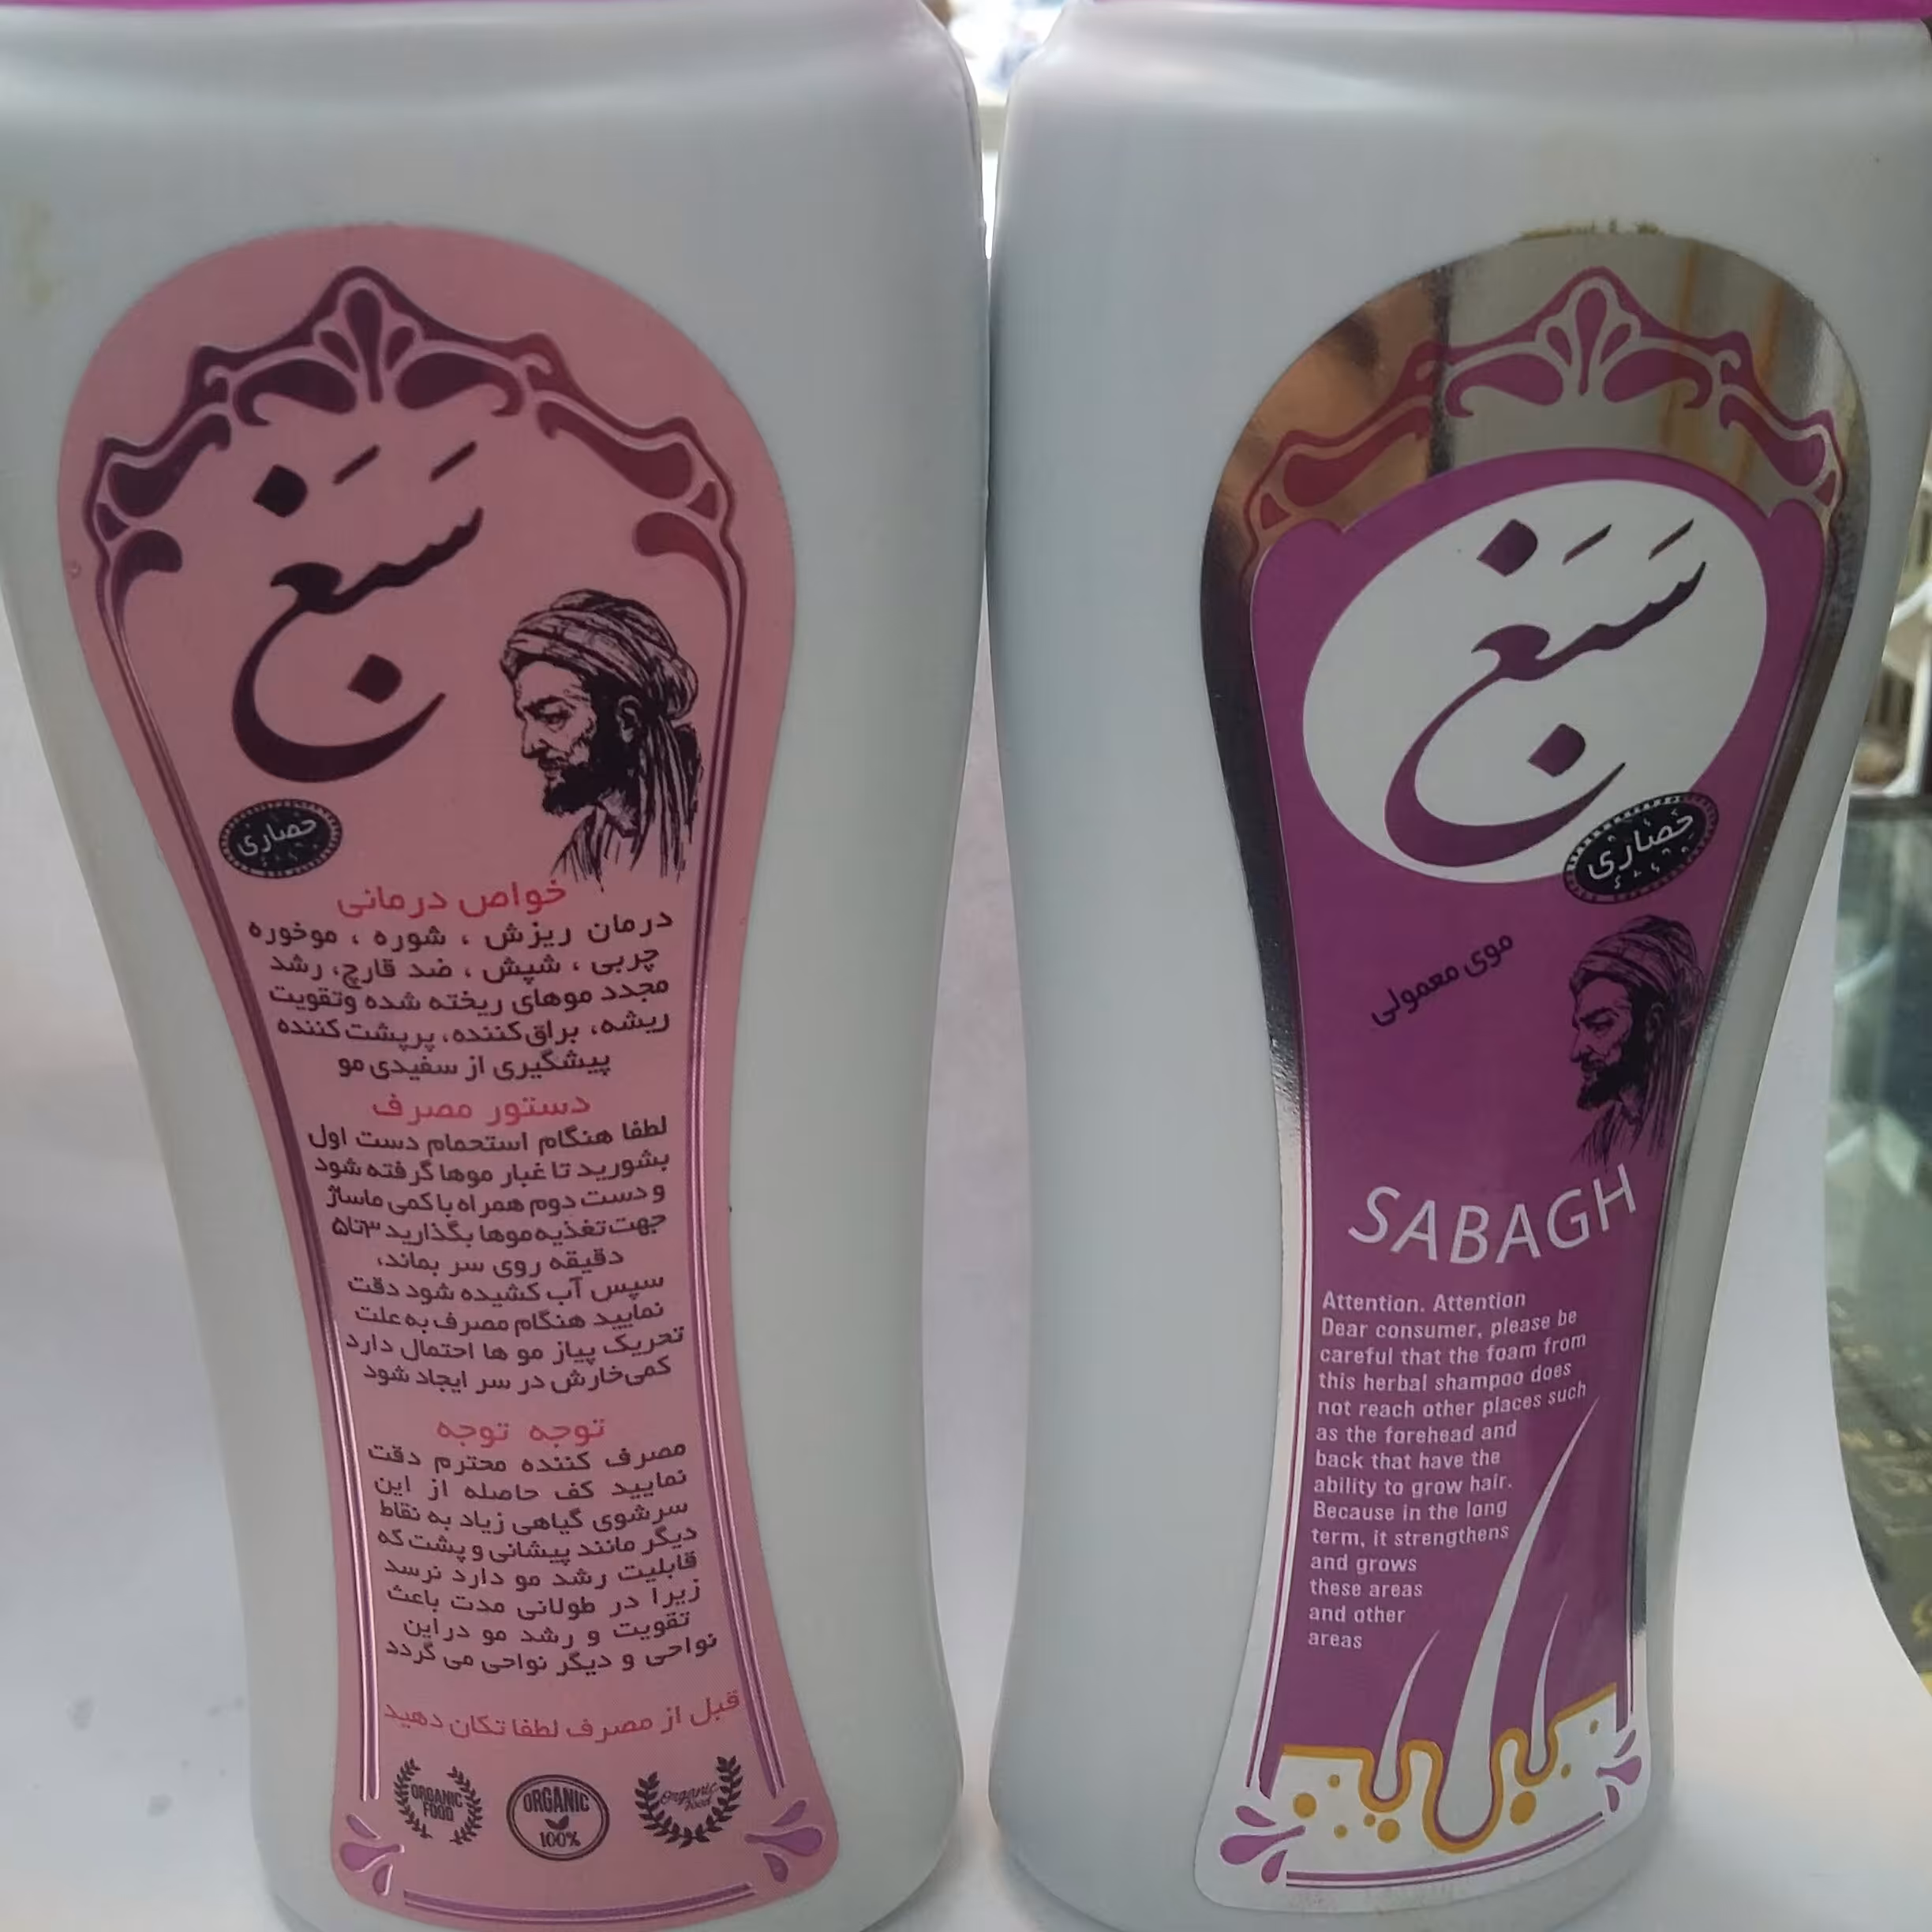 سَبَغ
حصاری
خواص درمانی
درمان ریزش ، شوره ، موخوره
چربی ، شپش ، ضد قارچ، رشد
مجدد موهای ریخته شده وتقویت
ریشه، براق‌کننده، پرپشت‌کننده
پیشگیری از سفیدی مو
دستور مصرف
لطفا هنگام استحمام دست اول
بشورید تا غبار موها گرفته شود
و دست دوم همراه با کمی ماساژ
جهت تغذیه موها بگذارید ۳تا۵
دقیقه روی سر بماند،
سپس آب کشیده شود دقت
نمایید هنگام مصرف به علت
تحریک پیاز مو ها احتمال دارد
کمی‌خارش در سر ایجاد شود
توجه توجه
مصرف کننده محترم دقت
نمایید کف حاصله از این
سرشوی گیاهی زیاد به نقاط
دیگر مانند پیشانی و پشت که
قابلیت رشد مو دارد نرسد
زیرا در طولانی مدت باعث
تقویت و رشد مو دراین
نواحی و دیگر نواحی می گردد
قبل از مصرف لطفا تکان دهید
ORGANIC
FOOD
ORGANIC
100%
Organic
food
سَبَغ
حصاری
موی معمولی
SABAGH
Attention. Attention
Dear consumer, please be
careful that the foam from
this herbal shampoo does
not reach other places such
as the forehead and
back that have the
ability to grow hair.
Because in the long
term, it strengthens
and grows
these areas
and other
areas